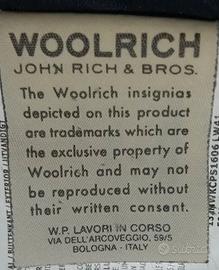 WOOLRICH
JOHN RICH & BROS.
The Woolrich insignias
depicted on this product
are trademarks which are
the exclusive property of
Woolrich and may not
be reproduced without
their written consent.
W.P. LAVORI IN CORSO
VIA DELL'ARCOVEGGIO, 59/5
BOLOGNA - ITALY
subito